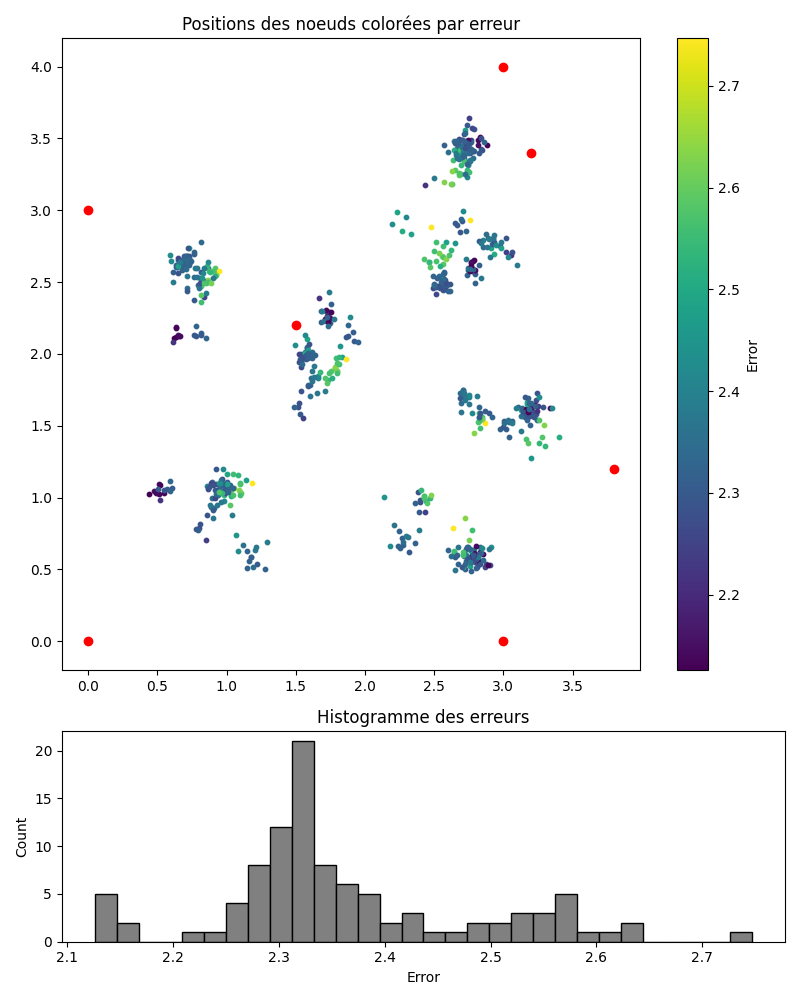 Positions des noeuds colorées par erreur
4.0
3.5
3.0
2.5
2.0
1.5
1.0
0.5
0.0
0.0 0.5 1.0 1.5 2.0 2.5 3.0 3.5
2.7
2.6
2.5
2.4
2.3
2.2
Error
Histogramme des erreurs
20
15
10
5
0
Count
2.1 2.2 2.3 2.4 2.5 2.6 2.7
Error